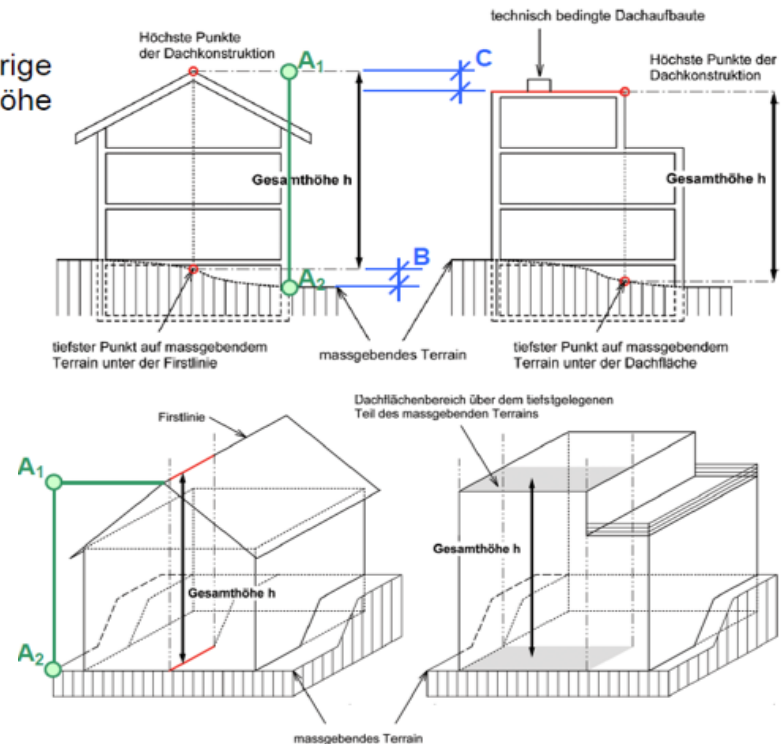 technisch bedingte Dachaufbaute
rige
öhe
Höchste Punkte
der Dachkonstruktion
A₁
C
Höchste Punkte der
Dachkonstruktion
Gesamthöhe h
Gesamthöhe h
B
A₂
tiefster Punkt auf massgebendem
Terrain unter der Firstlinie
massgebendes Terrain
tiefster Punkt auf massgebendem
Terrain unter der Dachfläche
Firstlinie
Dachflächenbereich über dem tiefstgelegenen
Teil des massgebenden Terrains
A₁
Gesamthöhe h
Gesamthöhe h
A₂
massgebendes Terrain